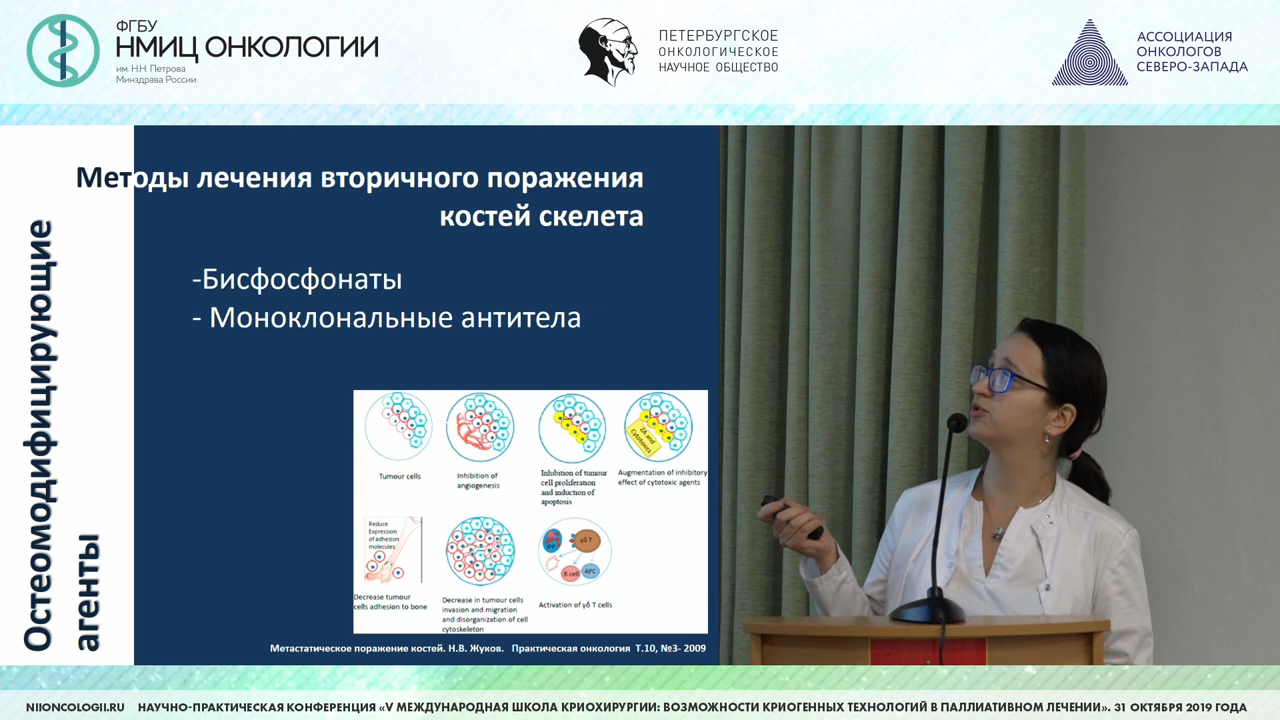 ФГБУ
НМИЦ ОНКОЛОГИИ
им. Н.Н. Петрова
Минздрава России
ПЕТЕРБУРГСКОЕ
ОНКОЛОГИЧЕСКОЕ
НАУЧНОЕ ОБЩЕСТВО
АССОЦИАЦИЯ
ОНКОЛОГОВ
СЕВЕРО-ЗАПАДА
Остеомодифицирующие
агенты
Методы лечения вторичного поражения
костей скелета
-Бисфосфонаты
- Моноклональные антитела
ZA and
Cytotoxics
Tumour cells
Inhibition of
angiogenesis
Inhibition of tumour
cell proliferation
and induction of
apoptosis
Augmentation of inhibitory
effect of cytotoxic agents
Reduce
Expression
of adhesion
molecules
IPP
γδ T
B cell
APC
Decrease tumour
cells adhesion to bone
Decrease in tumour cells
invasion and migration
and disorganization of cell
cytoskeleton
Activation of γδ T cells
Метастатическое поражение костей. Н.В. Жуков. Практическая онкология Т.10, №3- 2009
NIIONCOLOGII.RU НАУЧНО-ПРАКТИЧЕСКАЯ КОНФЕРЕНЦИЯ «V МЕЖДУНАРОДНАЯ ШКОЛА КРИОХИРУРГИИ: ВОЗМОЖНОСТИ КРИОГЕННЫХ ТЕХНОЛОГИЙ В ПАЛЛИАТИВНОМ ЛЕЧЕНИИ». 31 ОКТЯБРЯ 2019 ГОДА